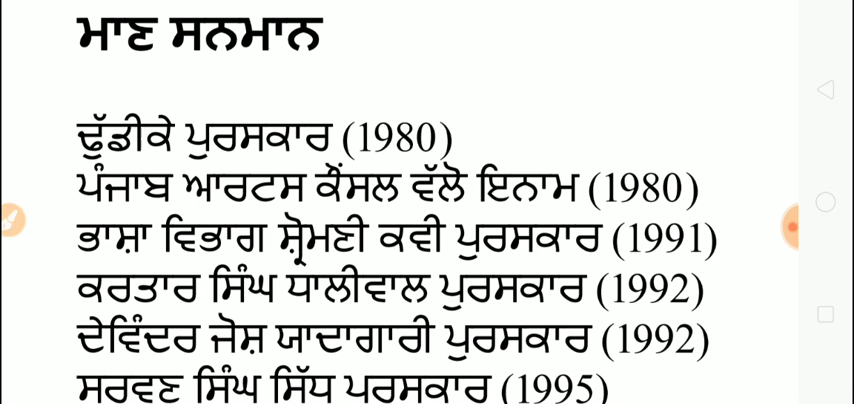 ਮਾਣ ਸਨਮਾਨ
ਢੁੱਡੀਕੇ ਪੁਰਸਕਾਰ (1980)
ਪੰਜਾਬ ਆਰਟਸ ਕੌਂਸਲ ਵੱਲੋ ਇਨਾਮ (1980)
ਭਾਸ਼ਾ ਵਿਭਾਗ ਸ਼੍ਰੋਮਣੀ ਕਵੀ ਪੁਰਸਕਾਰ (1991)
ਕਰਤਾਰ ਸਿੰਘ ਧਾਲੀਵਾਲ ਪੁਰਸਕਾਰ (1992)
ਦੇਵਿੰਦਰ ਜੋਸ਼ ਯਾਦਾਗਾਰੀ ਪੁਰਸਕਾਰ (1992)
ਸਰਵਣ ਸਿੰਘ ਸਿੱਧ ਪਰਸਕਾਰ (1995)